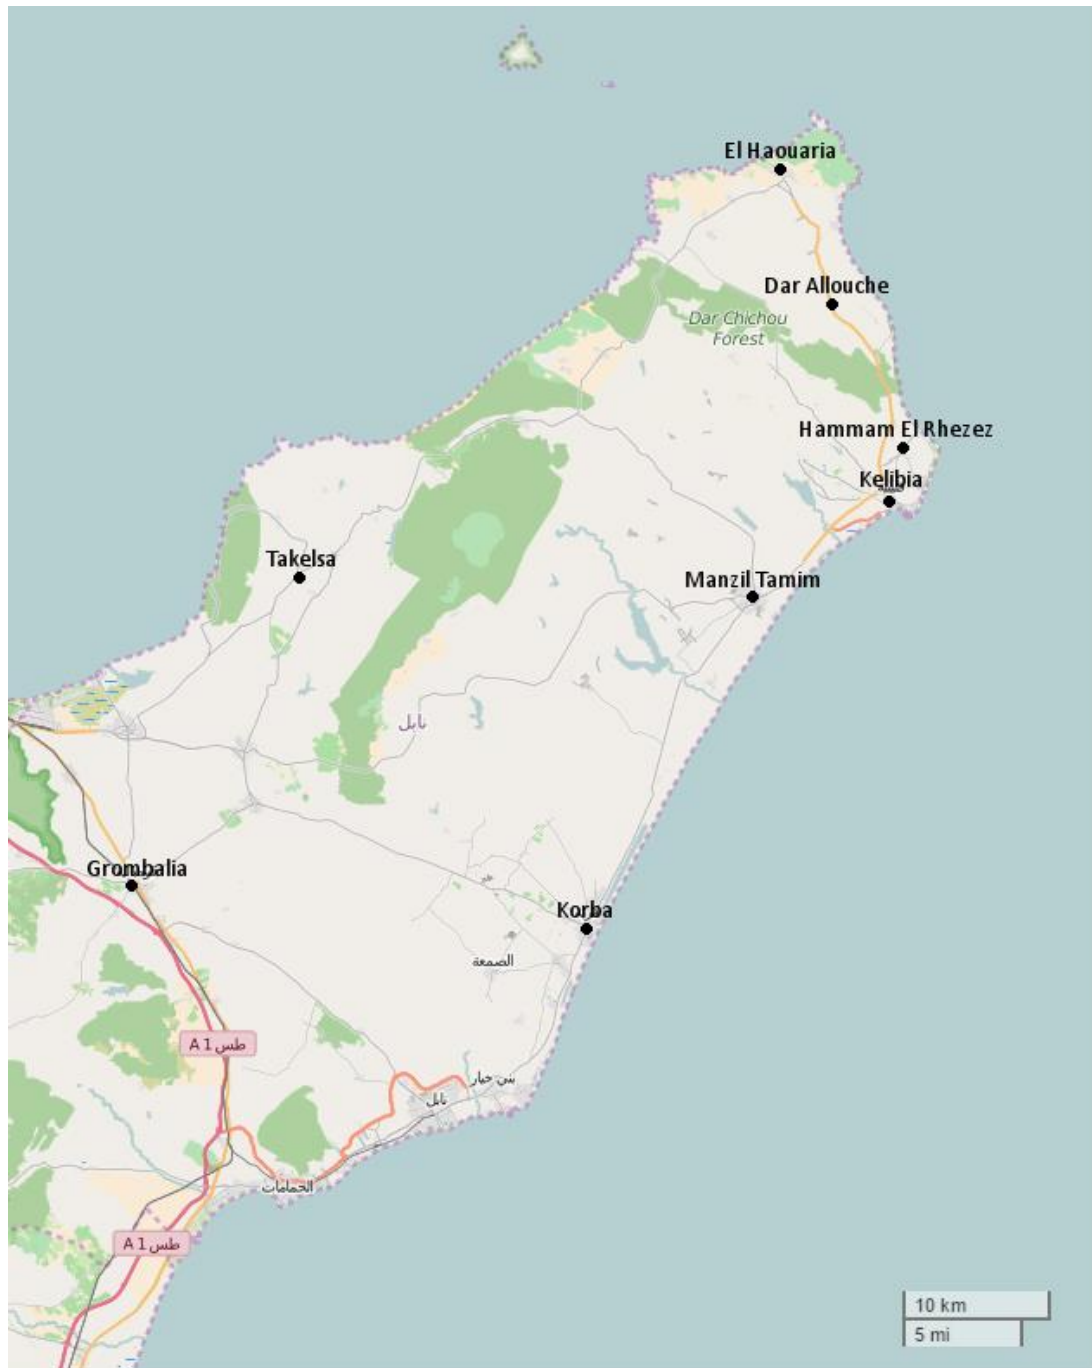 El Haouaria
Dar Allouche
Dar Chichou
Forest
Hammam El Rhezez
Kelibia
Takelsa
Manzil Tamim
نابل
Grombalia
Korba
الصمعة
A 1 طس
بني خيار
نابل
الحمامات
A 1 طس
10 km
5 mi